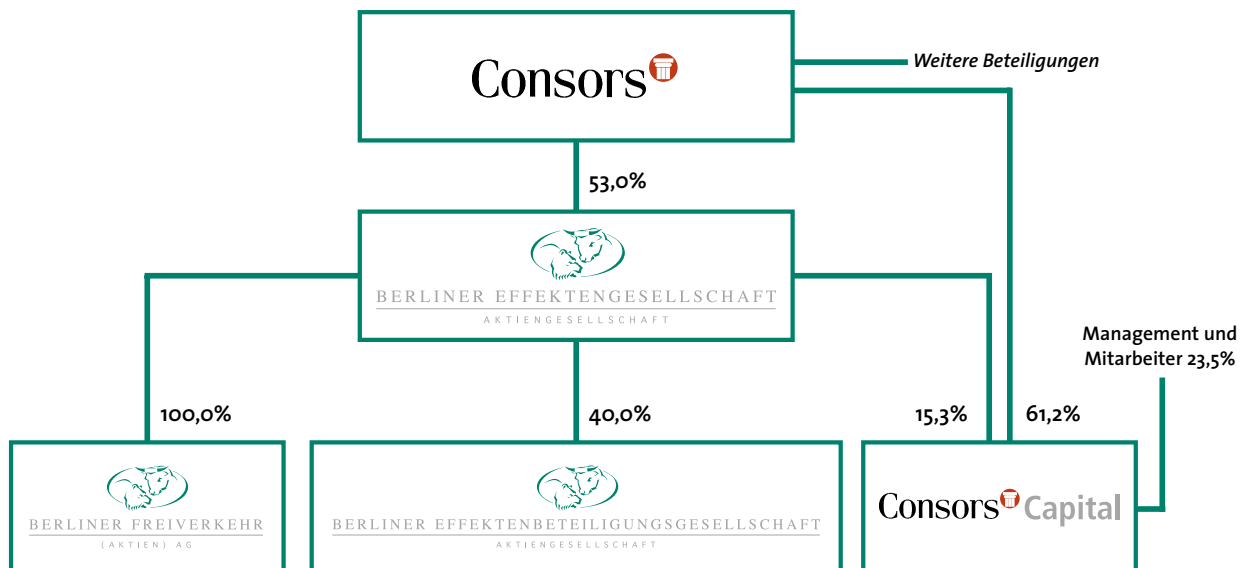 Consors
Weitere Beteiligungen
53,0%
BERLINER EFFEKTENGESELLSCHAFT
AKTIENGESELLSCHAFT
Management und
Mitarbeiter 23,5%
100,0%
40,0%
15,3%
61,2%
BERLINER FREIVERKEHR
(AKTIEN) AG
BERLINER EFFEKTENBETEILIGUNGSGESELLSCHAFT
AKTIENGESELLSCHAFT
Consors Capital